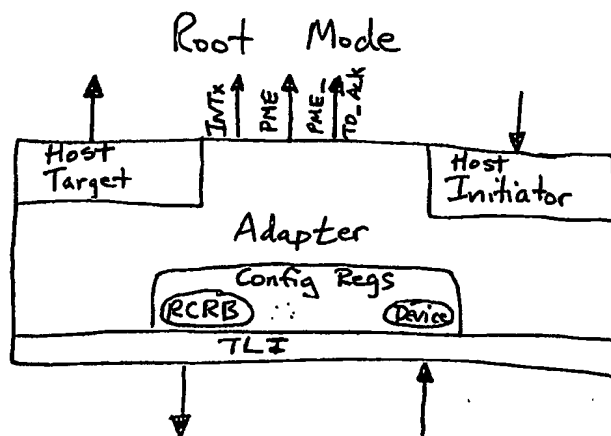 Root Mode
INTx
PME
PME_
TO_Ack
Host
Target
Host
Initiator
Adapter
Config Regs
RCRB
Device
TLI